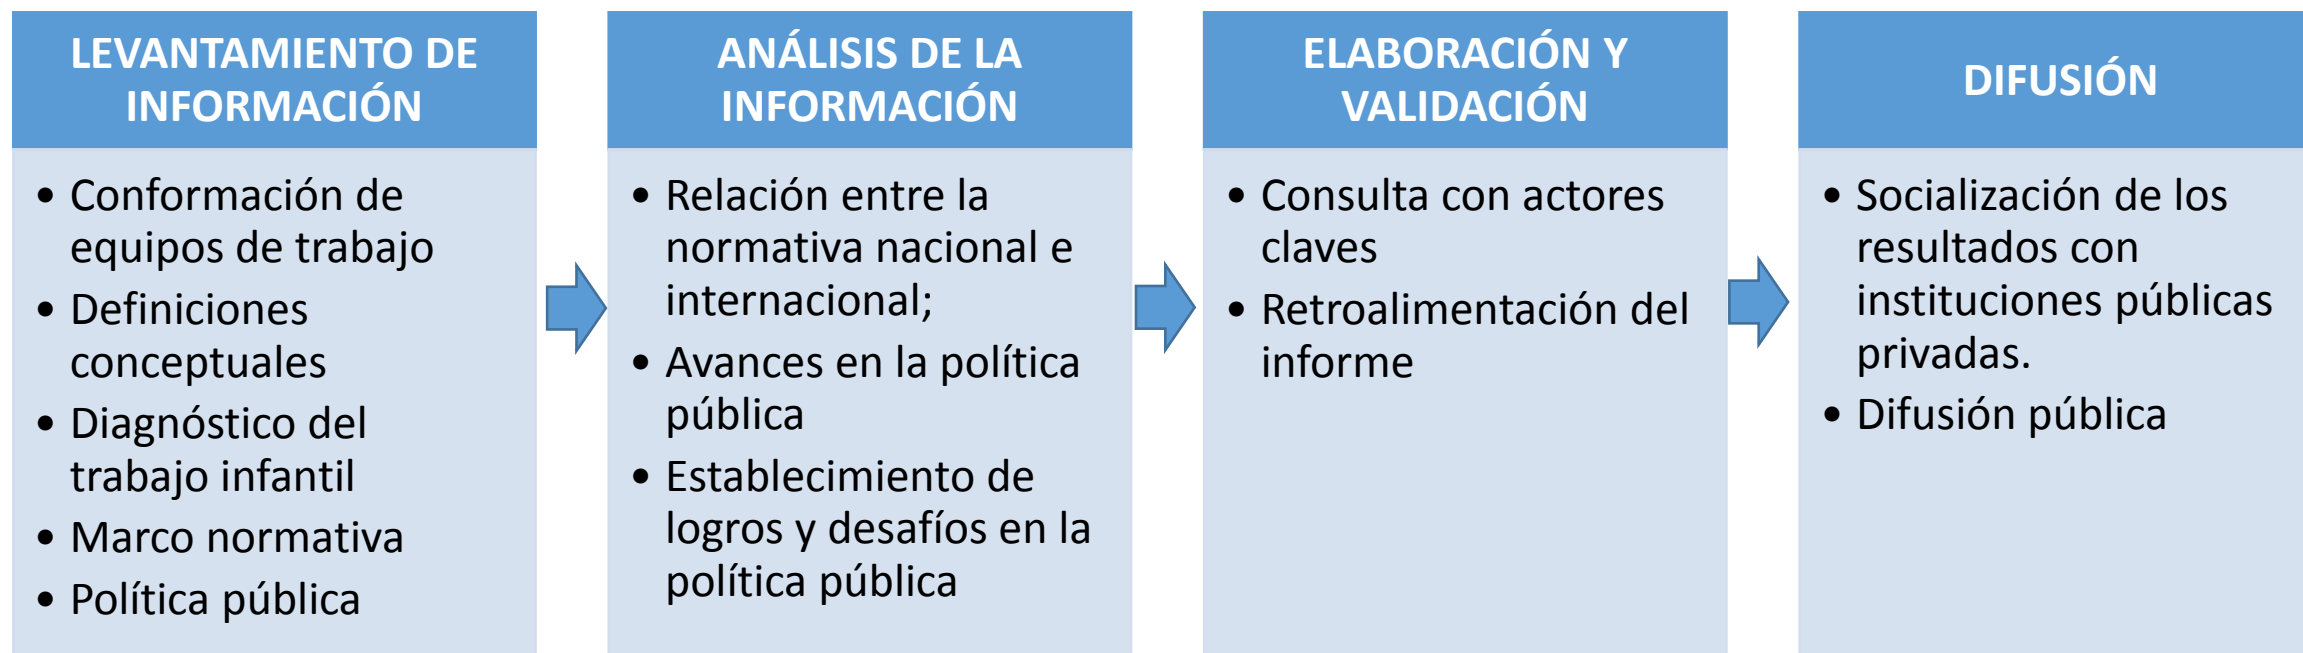 LEVANTAMIENTO DE
INFORMACIÓN
• Conformación de
equipos de trabajo
• Definiciones
conceptuales
• Diagnóstico del
trabajo infantil
• Marco normativa
• Política pública
ANÁLISIS DE LA
INFORMACIÓN
• Relación entre la
normativa nacional e
internacional;
• Avances en la política
pública
• Establecimiento de
logros y desafíos en la
política pública
ELABORACIÓN Y
VALIDACIÓN
• Consulta con actores
claves
• Retroalimentación del
informe
DIFUSIÓN
• Socialización de los
resultados con
instituciones públicas
privadas.
• Difusión pública